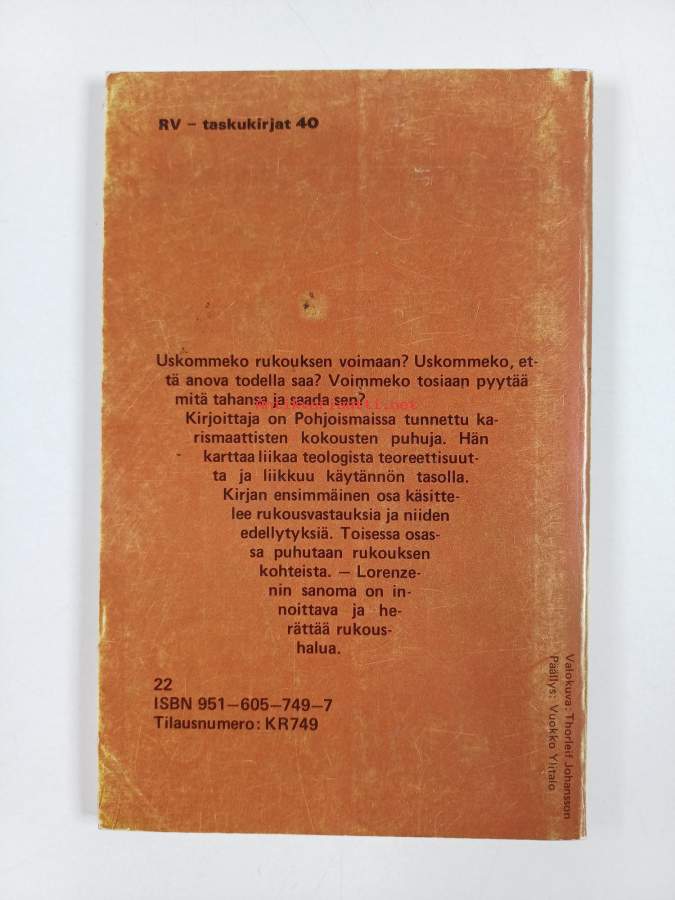 RV – taskukirjat 40
Uskommeko rukouksen voimaan? Uskommeko, et-
tä anova todella saa? Voimmeko tosiaan pyytää
mitä tahansa ja saada sen?
Kirjoittaja on Pohjoismaissa tunnettu ka-
rismaattisten kokousten puhuja. Hän
karttaa liikaa teologista teoreettisuut-
ta ja liikkuu käytännön tasolla.
Kirjan ensimmäinen osa käsitte-
lee rukousvastauksia ja niiden
edellytyksiä. Toisessa osas-
sa puhutaan rukouksen
kohteista. — Lorenze-
nin sanoma on in-
noittava ja he-
rättää rukous-
halua.
22
ISBN 951–605–749–7
Tilausnumero: KR749
Valokuva: Thorleif Johansson
Päällys: Vuokko Ylitalo